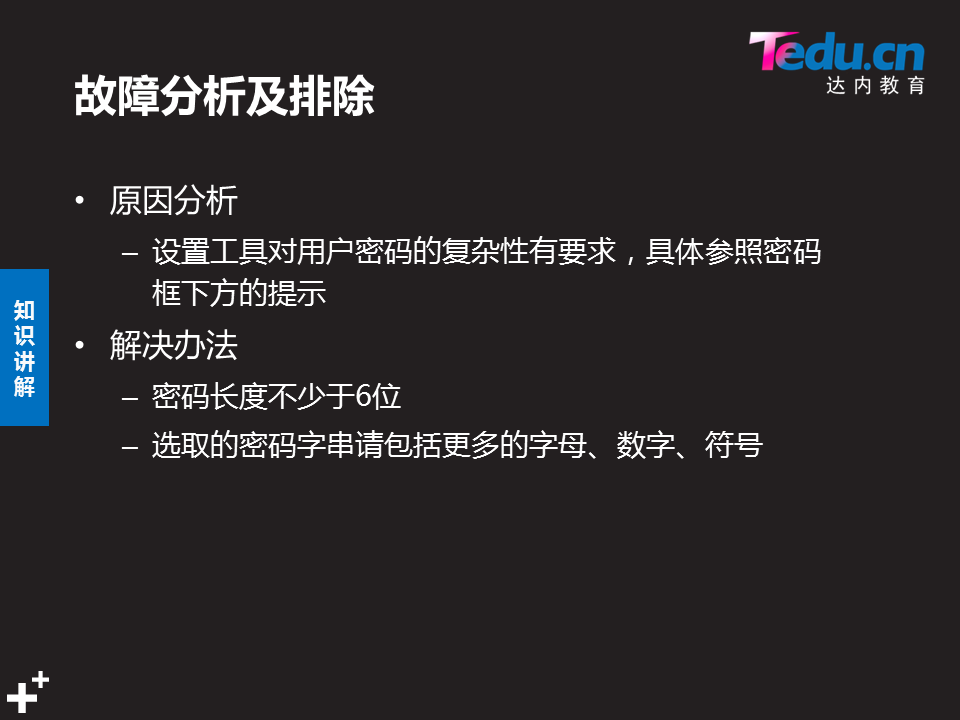 Tedu.cn
达内教育
故障分析及排除
• 原因分析
– 设置工具对用户密码的复杂性有要求，具体参照密码
框下方的提示
• 解决办法
– 密码长度不少于6位
– 选取的密码字串请包括更多的字母、数字、符号
知
识
讲
解